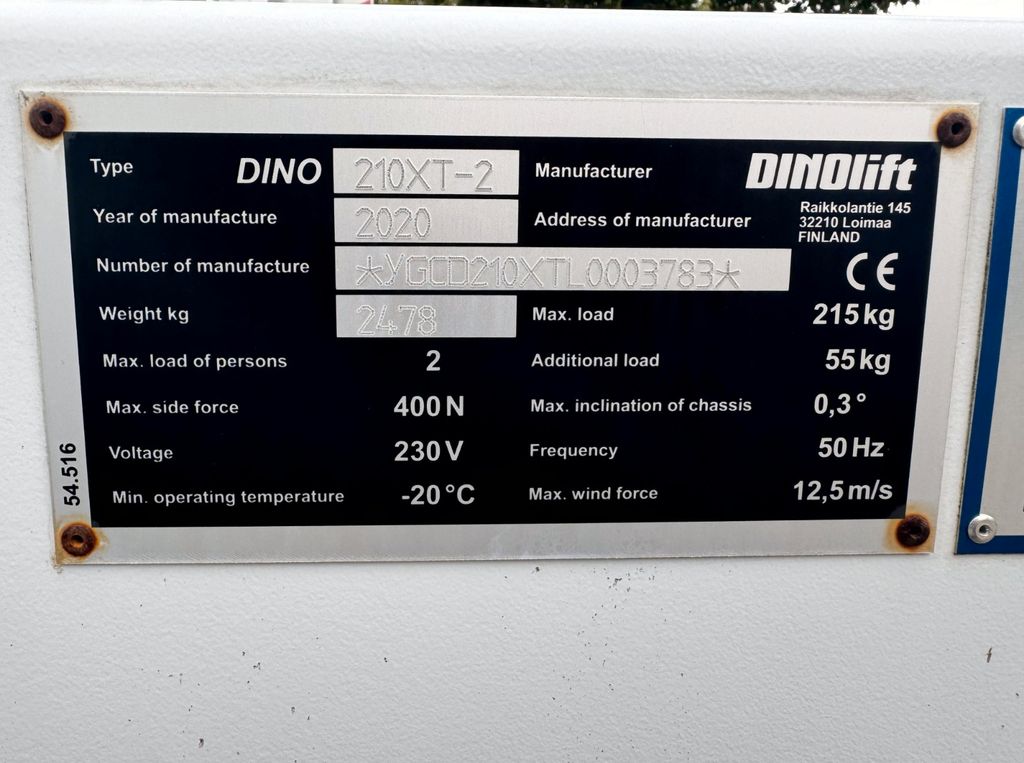 Type DINO 210XT-2 Manufacturer DINOlift
Raikkolantie 145
Year of manufacture 2020 Address of manufacturer 32210 Loimaa
FINLAND
Number of manufacture *YGCD210XTL0003783* CE
Weight kg 2478 Max. load 215 kg
Max. load of persons 2 Additional load 55 kg
Max. side force 400 N Max. inclination of chassis 0,3°
Voltage 230 V Frequency 50 Hz
Min. operating temperature -20°C Max. wind force 12,5 m/s
54.516